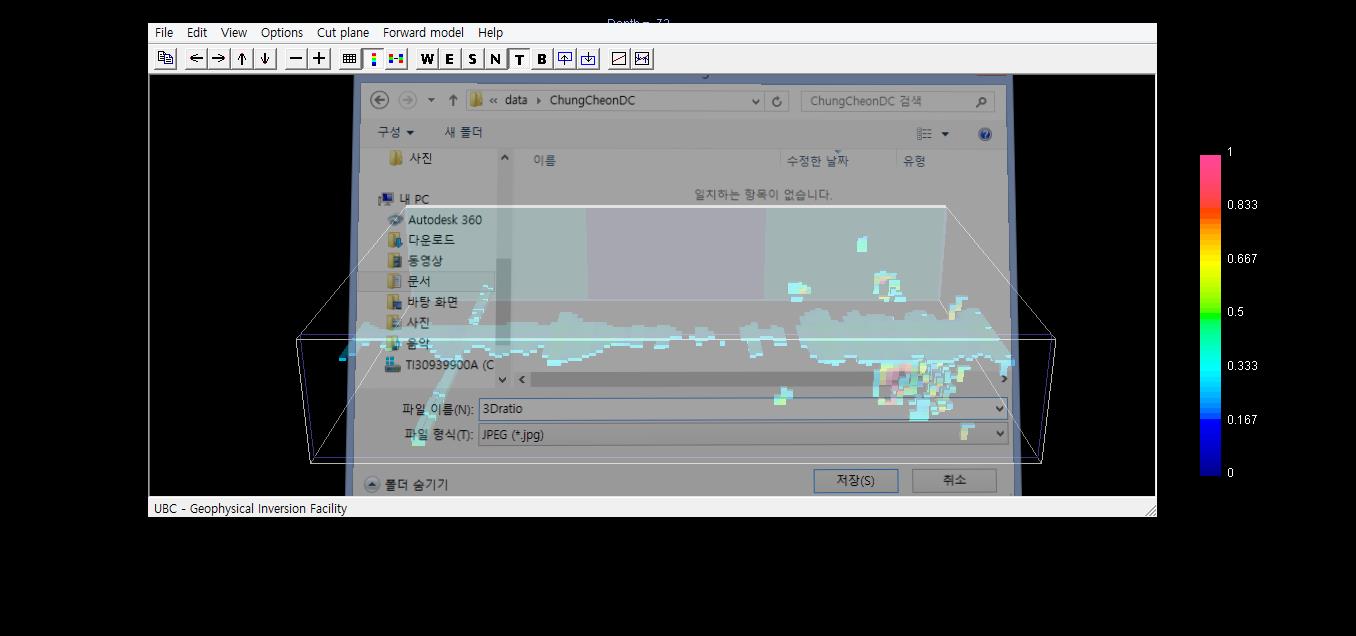 File Edit View Options Cut plane Forward model Help
W E S N T B
« data › ChungCheonDC
ChungCheonDC 검색
구성 새 폴더
사진
이름 수정한 날짜 유형
일치하는 항목이 없습니다.
내 PC
Autodesk 360
다운로드
동영상
문서
바탕 화면
사진
음악
TI30939900A (C
파일 이름(N): 3Dratio
파일 형식(T): JPEG (*.jpg)
폴더 숨기기
저장(S) 취소
UBC - Geophysical Inversion Facility
1
0.833
0.667
0.5
0.333
0.167
0